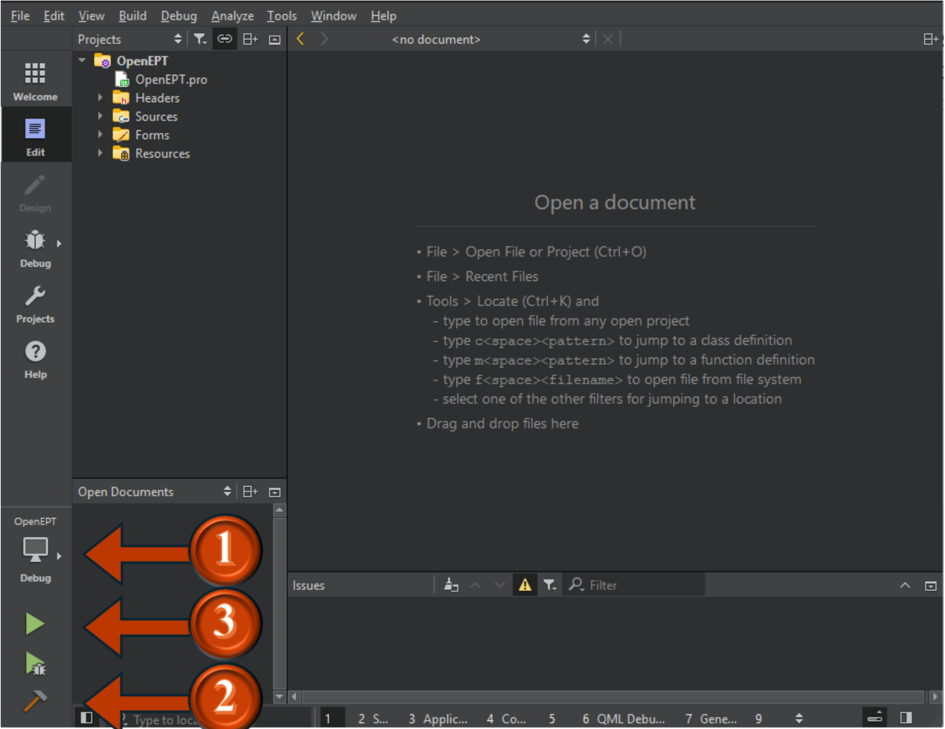 File Edit View Build Debug Analyze Tools Window Help
Projects
<no document>
Welcome
Edit
Design
Debug
Projects
Help
OpenEPT
OpenEPT.pro
Headers
Sources
Forms
Resources
Open a document
• File > Open File or Project (Ctrl+O)
• File > Recent Files
• Tools > Locate (Ctrl+K) and
- type to open file from any open project
- type c<space><pattern> to jump to a class definition
- type m<space><pattern> to jump to a function definition
- type f<space><filename> to open file from file system
- select one of the other filters for jumping to a location
• Drag and drop files here
Open Documents
OpenEPT
Debug
1
3
2
Issues
Filter
Type to loca
1 2 S... 3 Applic... 4 Co... 5 6 QML Debu... 7 Gene... 9